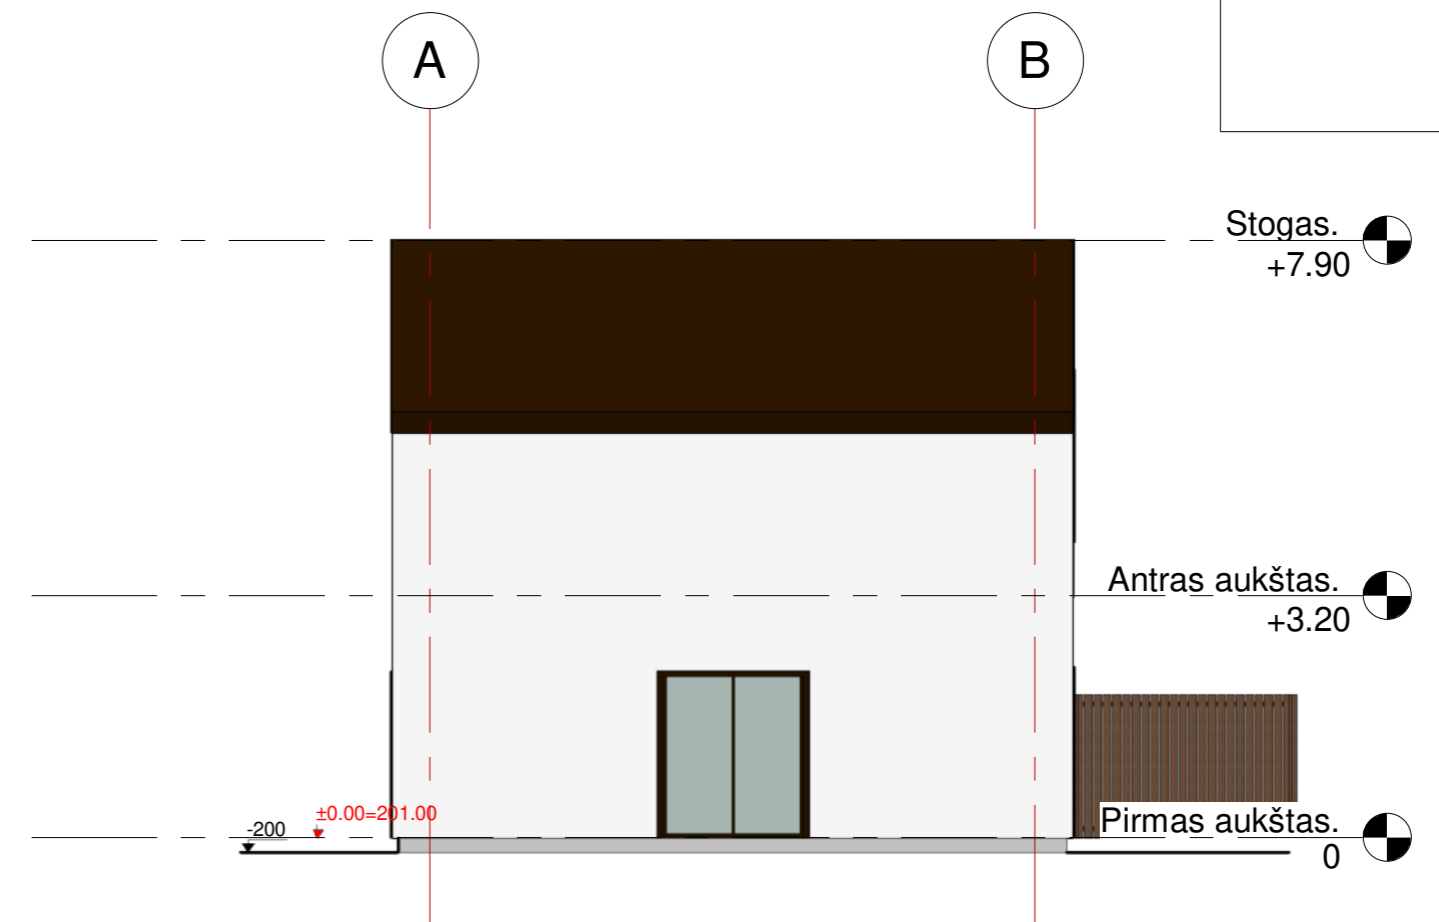 A
B
Stogas.
+7.90
Antras aukštas.
+3.20
±0.00=201.00
-200
Pirmas aukštas.
0